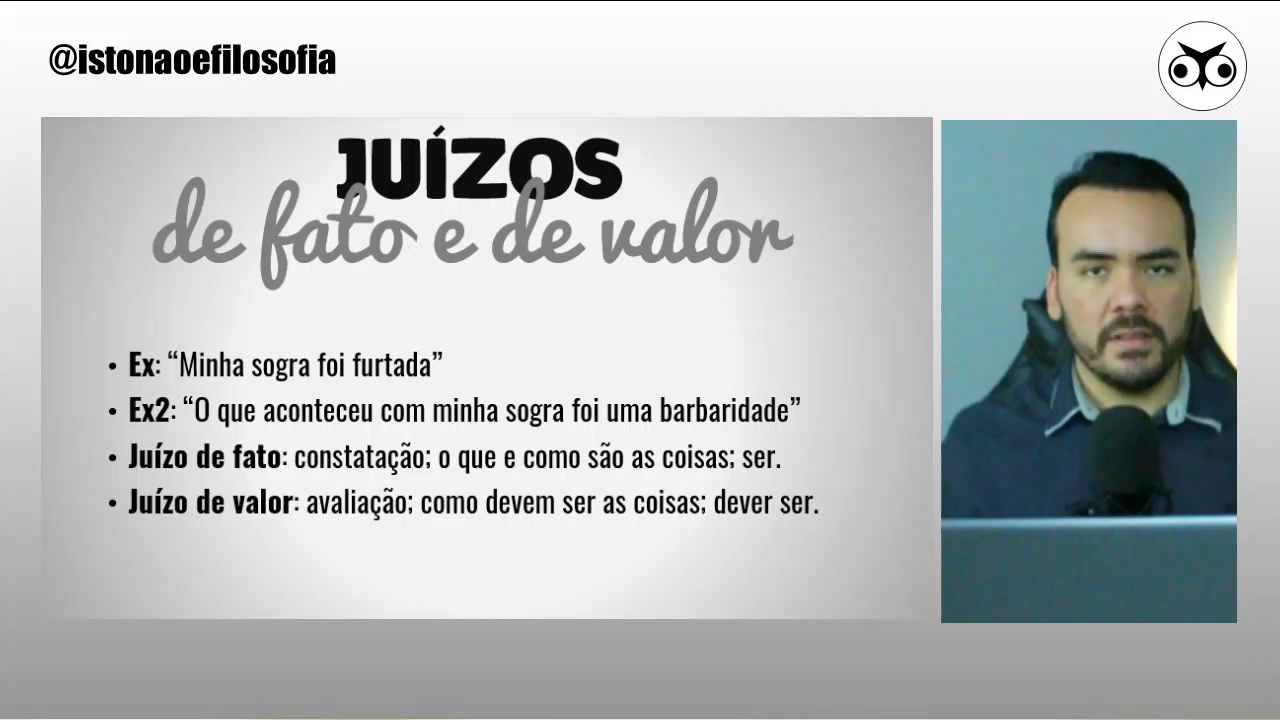 @istonaoefilosofia
JUÍZOS
de fato e de valor
• Ex: “Minha sogra foi furtada”
• Ex2: “O que aconteceu com minha sogra foi uma barbaridade”
• Juízo de fato: constatação; o que e como são as coisas; ser.
• Juízo de valor: avaliação; como devem ser as coisas; dever ser.